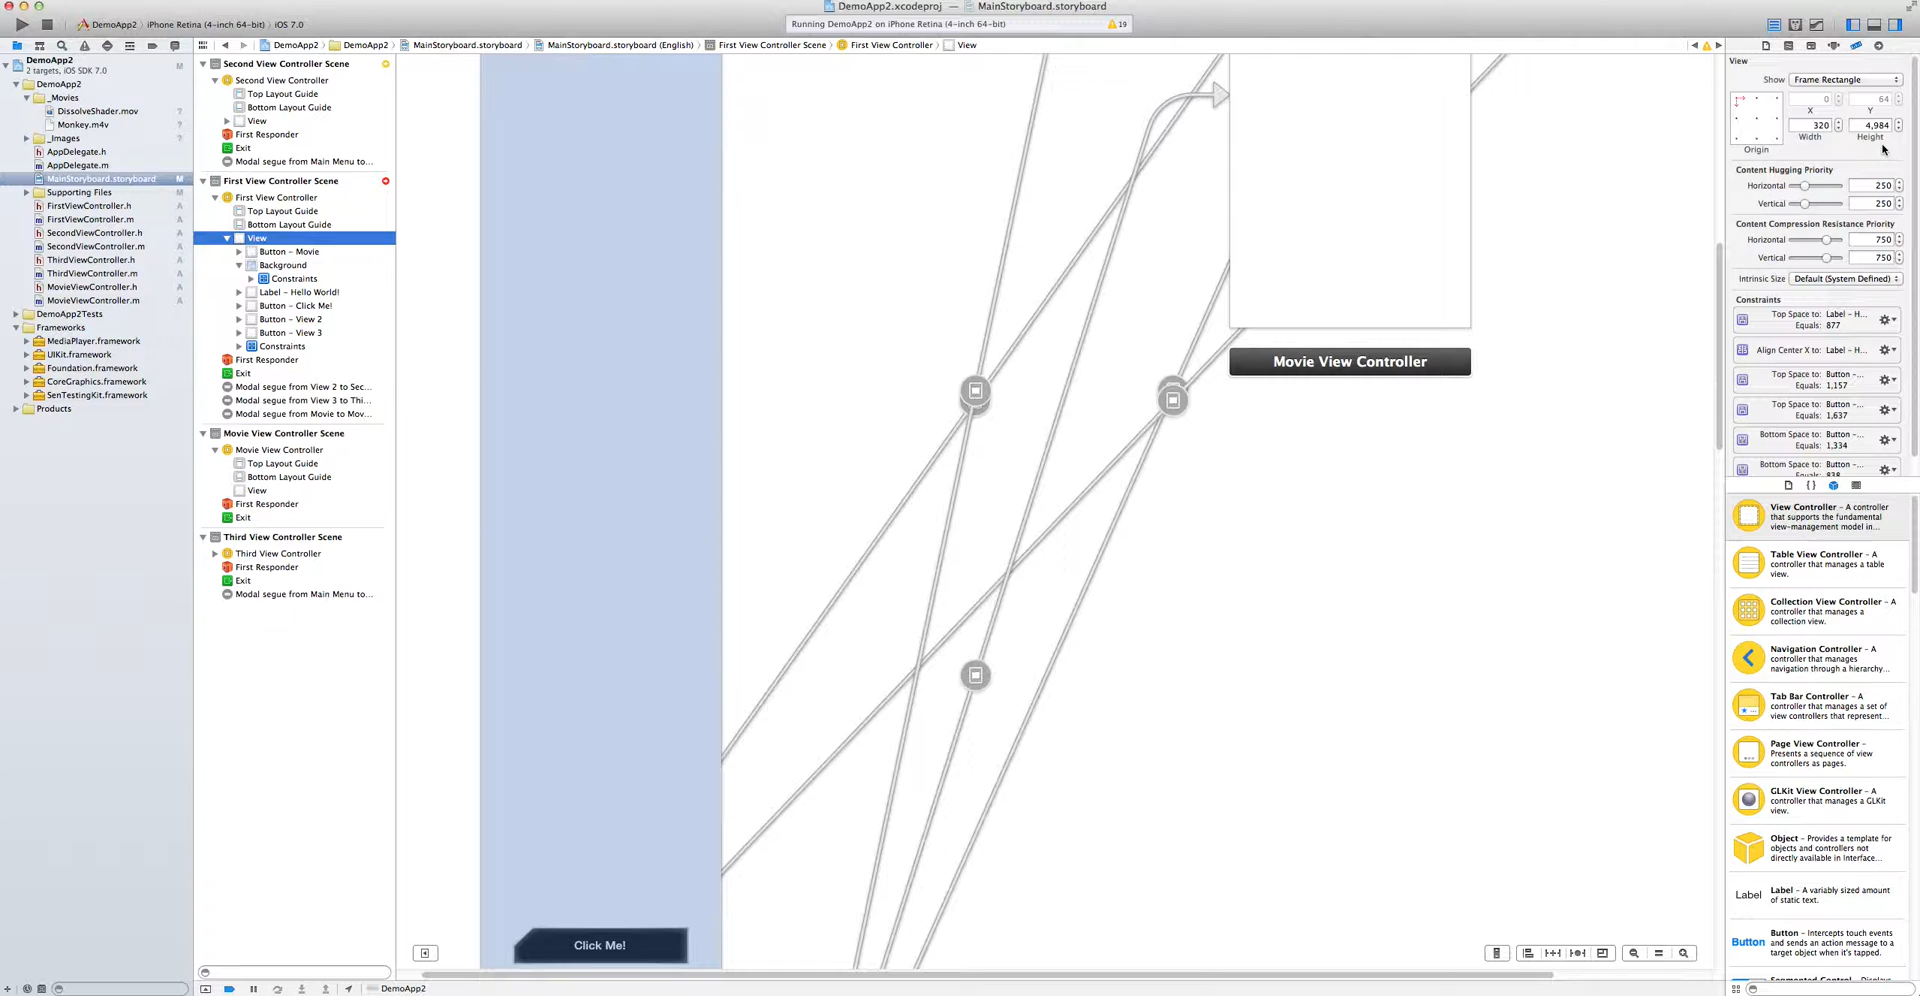 DemoApp2.xcodeproj — MainStoryboard.storyboard
DemoApp2 iPhone Retina (4-inch 64-bit) iOS 7.0
Running DemoApp2 on iPhone Retina (4-inch 64-bit)
19
DemoApp2 DemoApp2 MainStoryboard.storyboard MainStoryboard.storyboard (English) First View Controller Scene First View Controller View
DemoApp2
2 targets, iOS SDK 7.0
M
DemoApp2
_Movies
DissolveShader.mov ?
Monkey.m4v ?
_Images ?
AppDelegate.h M
AppDelegate.m M
MainStoryboard.storyboard M
Supporting Files M
FirstViewController.h A
FirstViewController.m A
SecondViewController.h A
SecondViewController.m A
ThirdViewController.h A
ThirdViewController.m A
MovieViewController.h A
MovieViewController.m A
DemoApp2Tests
Frameworks
MediaPlayer.framework
UIKit.framework
Foundation.framework
CoreGraphics.framework
SenTestingKit.framework
Products
Second View Controller Scene
Second View Controller
Top Layout Guide
Bottom Layout Guide
View
First Responder
Exit
Modal segue from Main Menu to...
First View Controller Scene
First View Controller
Top Layout Guide
Bottom Layout Guide
View
Button – Movie
Background
Constraints
Label – Hello World!
Button – Click Me!
Button – View 2
Button – View 3
Constraints
First Responder
Exit
Modal segue from View 2 to Sec...
Modal segue from View 3 to Thi...
Modal segue from Movie to Mov...
Movie View Controller Scene
Movie View Controller
Top Layout Guide
Bottom Layout Guide
View
First Responder
Exit
Third View Controller Scene
Third View Controller
First Responder
Exit
Modal segue from Main Menu to...
Movie View Controller
Click Me!
DemoApp2
View
Show Frame Rectangle
0 64
X Y
320 4,984
Width Height
Origin
Content Hugging Priority
Horizontal 250
Vertical 250
Content Compression Resistance Priority
Horizontal 750
Vertical 750
Intrinsic Size Default (System Defined)
Constraints
Top Space to: Label – H...
Equals: 877
Align Center X to: Label – H...
Top Space to: Button –...
Equals: 1,157
Top Space to: Button –...
Equals: 1,637
Bottom Space to: Button –...
Equals: 1,334
Bottom Space to: Button –...
Equals: 838
View Controller – A controller
that supports the fundamental
view-management model in...
Table View Controller – A
controller that manages a table
view.
Collection View Controller – A
controller that manages a
collection view.
Navigation Controller – A
controller that manages
navigation through a hierarchy...
Tab Bar Controller – A
controller that manages a set of
view controllers that represent...
Page View Controller –
Presents a sequence of view
controllers as pages.
GLKit View Controller – A
controller that manages a GLKit
view.
Object – Provides a template for
objects and controllers not
directly available in Interface...
Label
Label – A variably sized amount
of static text.
Button
Button – Intercepts touch events
and sends an action message to a
target object when it's tapped.
Segmented Control – Displays